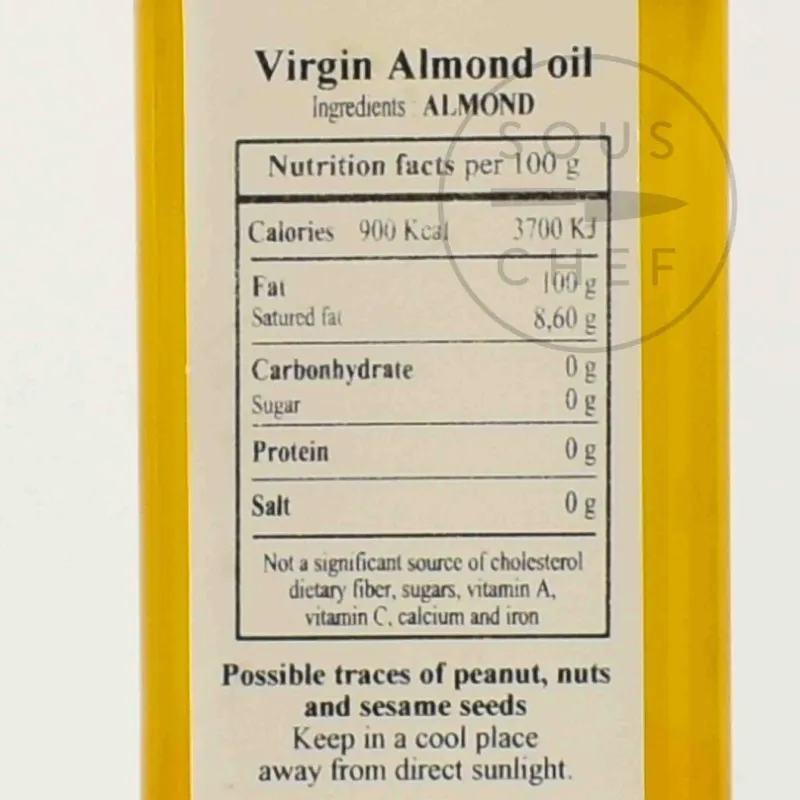 Virgin Almond oil
Ingredients : ALMOND
SOUS
CHEF
Nutrition facts per 100 g
Calories 900 Kcal 3700 KJ
Fat 100 g
Satured fat 8,60 g
Carbonhydrate 0 g
Sugar 0 g
Protein 0 g
Salt 0 g
Not a significant source of cholesterol
dietary fiber, sugars, vitamin A,
vitamin C, calcium and iron
Possible traces of peanut, nuts
and sesame seeds
Keep in a cool place
away from direct sunlight.